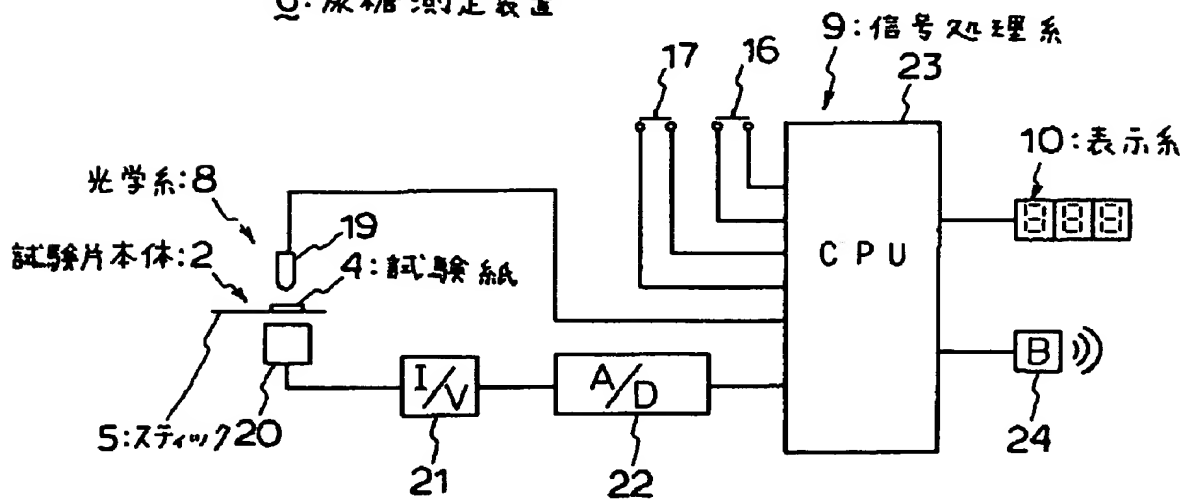 6:尿糖測定装置
9:信号処理系
17
16
23
10:表示系
光学系:8
19
試験片本体:2
4:試験紙
CPU
I/V
A/D
B
5:スティック
20
21
22
24